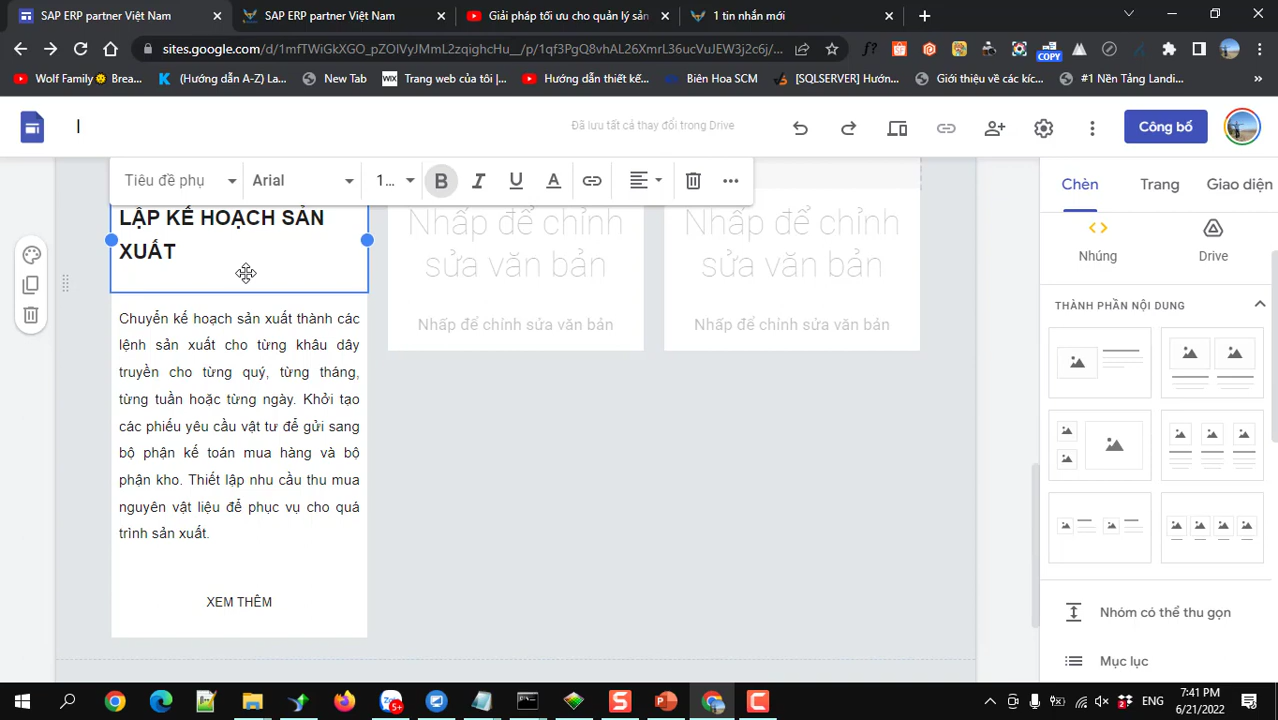 SAP ERP partner Việt Nam
SAP ERP partner Việt Nam
Giải pháp tối ưu cho quản lý sản
1 tin nhắn mới
sites.google.com/d/1mfTWiGkXGO_pZOlVyJMmL2zqighcHu__/p/1qf3PgQ8vhAL26XmrL36ucVuJEW3j2c6j/...
f?
COPY
Wolf Family Brea...
(Hướng dẫn A-Z) La...
New Tab
WIX
Trang web của tôi |...
Hướng dẫn thiết kế...
Biên Hòa SCM
[SQLSERVER] Hướn...
Giới thiệu về các kíc...
#1 Nền Tảng Landi...
»
Đã lưu tất cả thay đổi trong Drive
Công bố
Tiêu đề phụ
Arial
1...
B
I
U
A
Chèn
Trang
Giao diện
LẬP KẾ HOẠCH SẢN
XUẤT
Nhấp để chỉnh
sửa văn bản
Nhấp để chỉnh
sửa văn bản
Nhấp để chỉnh sửa văn bản
Nhấp để chỉnh sửa văn bản
Chuyển kế hoạch sản xuất thành các
lệnh sản xuất cho từng khâu dây
truyền cho từng quý, từng tháng,
từng tuần hoặc từng ngày. Khởi tạo
các phiếu yêu cầu vật tư để gửi sang
bộ phận kế toán mua hàng và bộ
phận kho. Thiết lập nhu cầu thu mua
nguyên vật liệu để phục vụ cho quá
trình sản xuất.
XEM THÊM
Nhúng
Drive
THÀNH PHẦN NỘI DUNG
Nhóm có thể thu gọn
Mục lục
5+
ENG
7:41 PM
6/21/2022